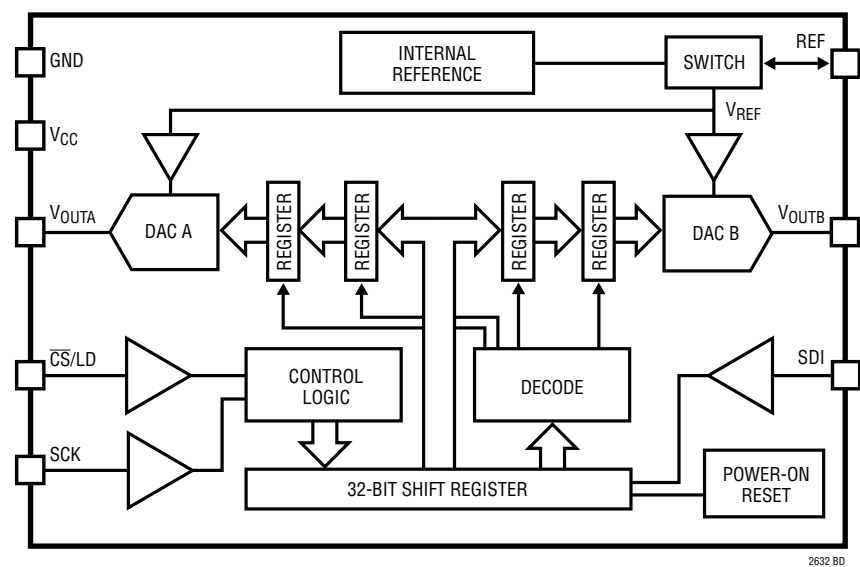 GND
INTERNAL
REFERENCE
SWITCH
REF
VCC
VREF
VOUTA
DAC A
REGISTER
REGISTER
REGISTER
REGISTER
DAC B
VOUTB
C̅S̅/LD
CONTROL
LOGIC
DECODE
SDI
SCK
32-BIT SHIFT REGISTER
POWER-ON
RESET
2632 BD